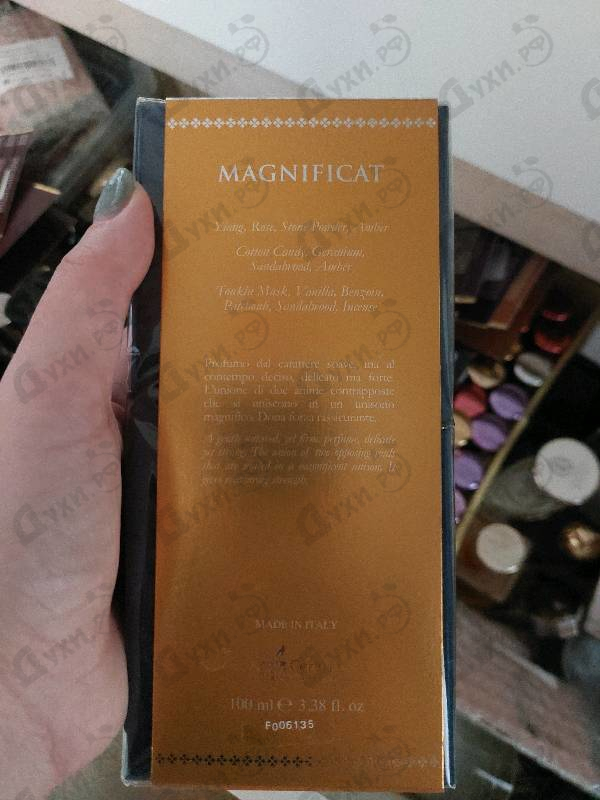 MAGNIFICAT
Ylang, Rose, Stone Powder, Amber
Cotton Candy, Geranium,
Sandalwood, Amber
Tonkin Musk, Vanilla, Benzoin,
Patchouli, Sandalwood, Incense
Profumo dal carattere soave, ma al
contempo deciso, delicato ma forte.
L'unione di due anime contrapposte
che si uniscono in un unisono
magnifico. Dona forza rassicurante.
A gentle natured, yet firm, perfume, delicate
yet strong. The union of two opposing souls
that are united in a magnificent unison. It
gives reassuring strength.
MADE IN ITALY
100 ml ℮ 3.38 fl. oz
F006135
Духи.РФ